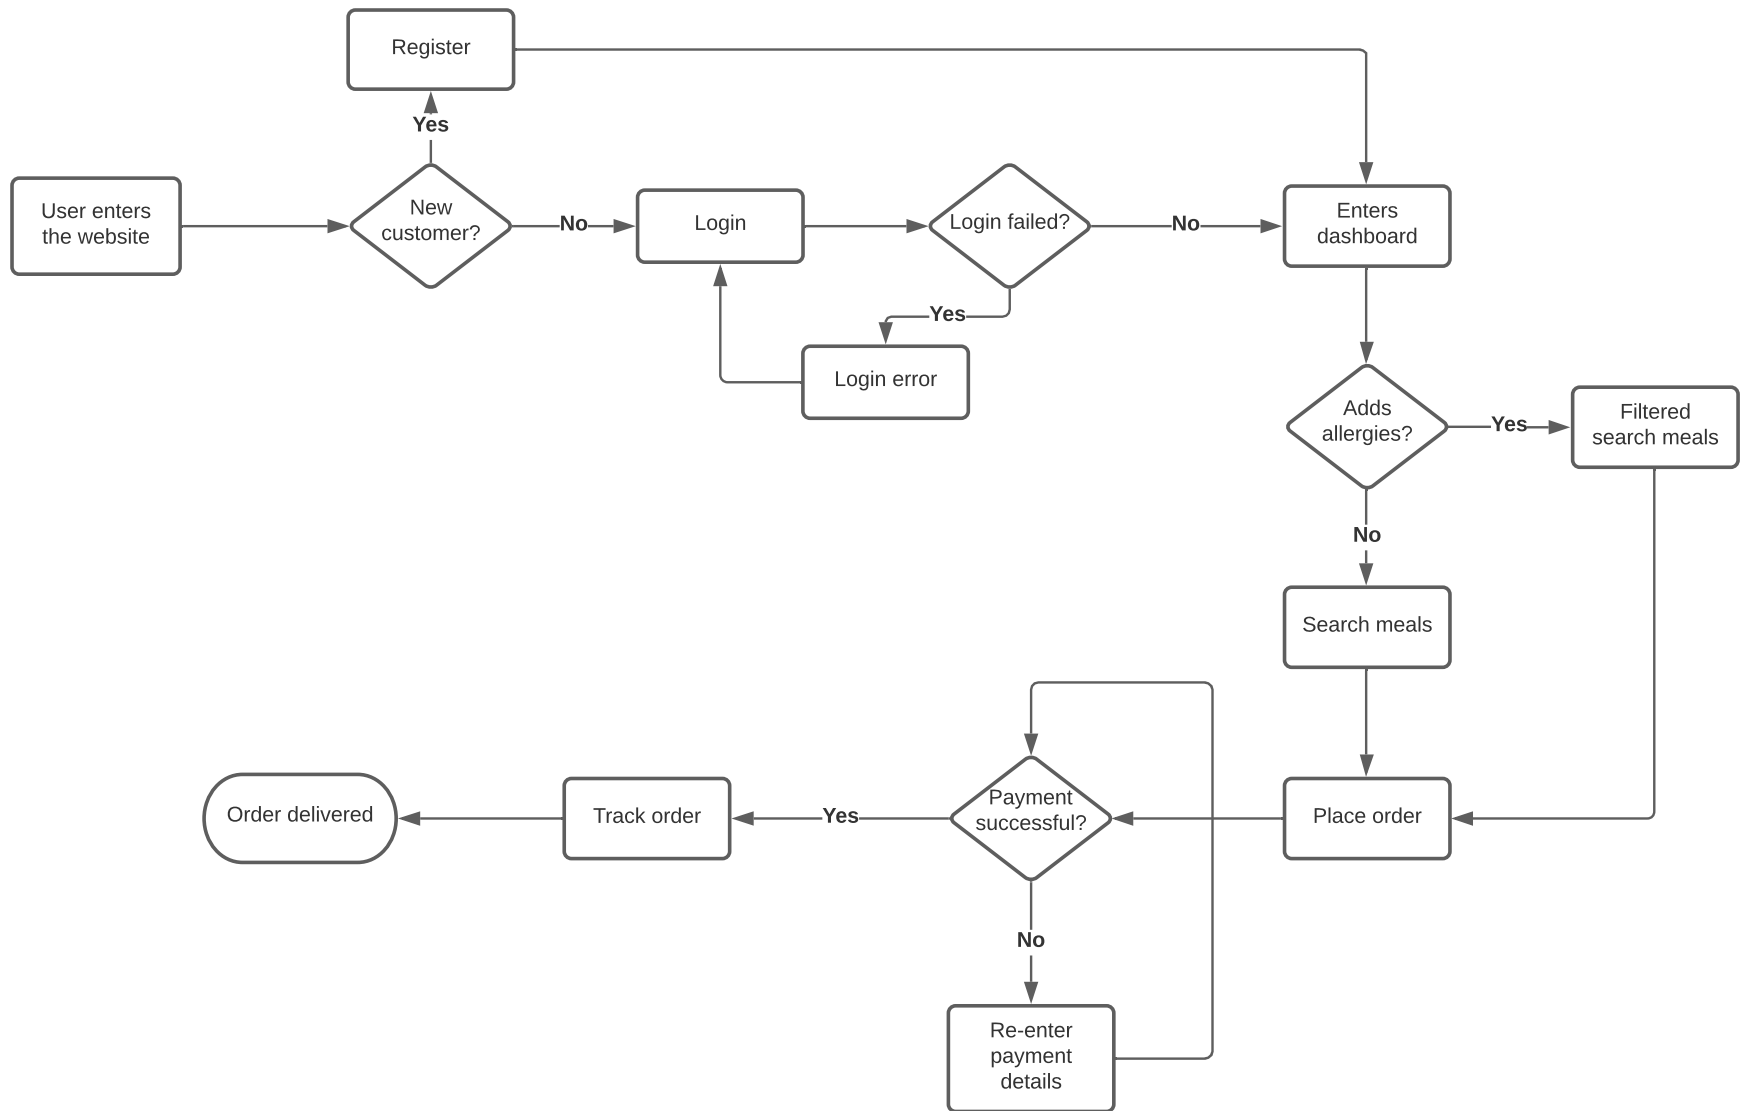 Register
Yes
User enters
the website
New
customer?
No
Login
Login failed?
No
Enters
dashboard
Yes
Login error
Adds
allergies?
Yes
Filtered
search meals
No
Search meals
Order delivered
Track order
Yes
Payment
successful?
Place order
No
Re-enter
payment
details